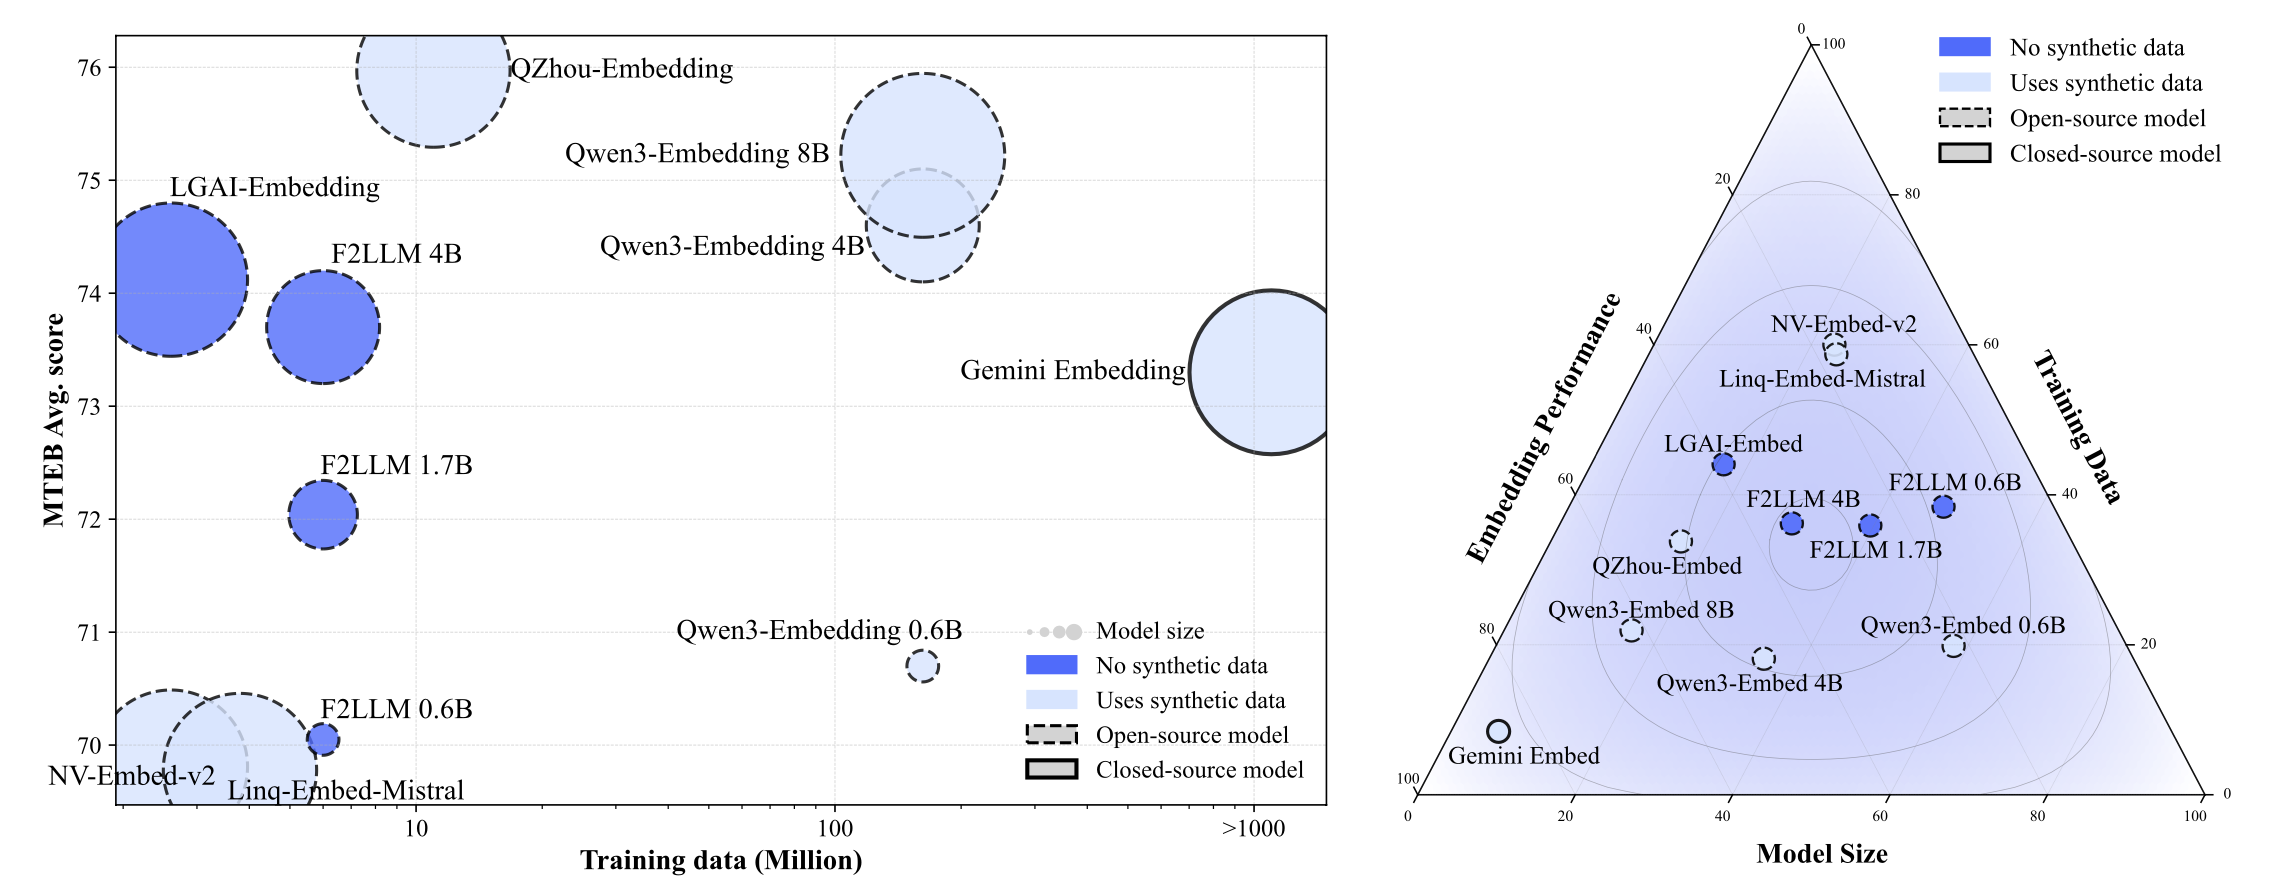 QZhou-Embedding
Qwen3-Embedding 8B
LGAI-Embedding
Qwen3-Embedding 4B
F2LLM 4B
Gemini Embedding
F2LLM 1.7B
Qwen3-Embedding 0.6B
F2LLM 0.6B
NV-Embed-v2
Linq-Embed-Mistral
76
75
74
73
72
71
70
MTEB Avg. score
Model size
No synthetic data
Uses synthetic data
Open-source model
Closed-source model
10
100
>1000
Training data (Million)
No synthetic data
Uses synthetic data
Open-source model
Closed-source model
0
20
40
60
80
100
Embedding Performance
100
80
60
40
20
0
Training Data
NV-Embed-v2
Linq-Embed-Mistral
LGAI-Embed
F2LLM 0.6B
F2LLM 4B
F2LLM 1.7B
QZhou-Embed
Qwen3-Embed 8B
Qwen3-Embed 0.6B
Qwen3-Embed 4B
Gemini Embed
0
20
40
60
80
100
Model Size